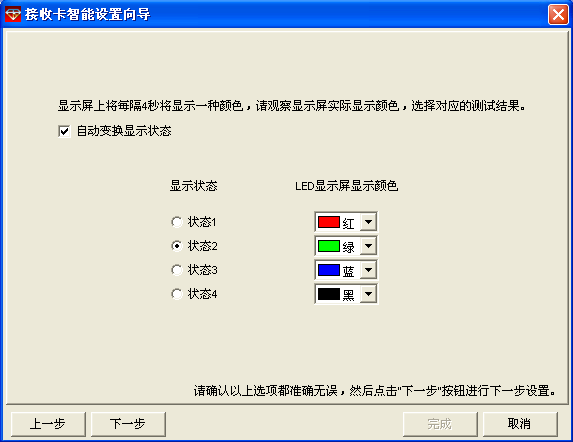 接收卡智能设置向导
显示屏上将每隔4秒将显示一种颜色，请观察显示屏实际显示颜色，选择对应的测试结果。
自动变换显示状态
显示状态 LED显示屏显示颜色
状态1 红
状态2 绿
状态3 蓝
状态4 黑
请确认以上选项都准确无误，然后点击"下一步"按钮进行下一步设置。
上一步 下一步 完成 取消